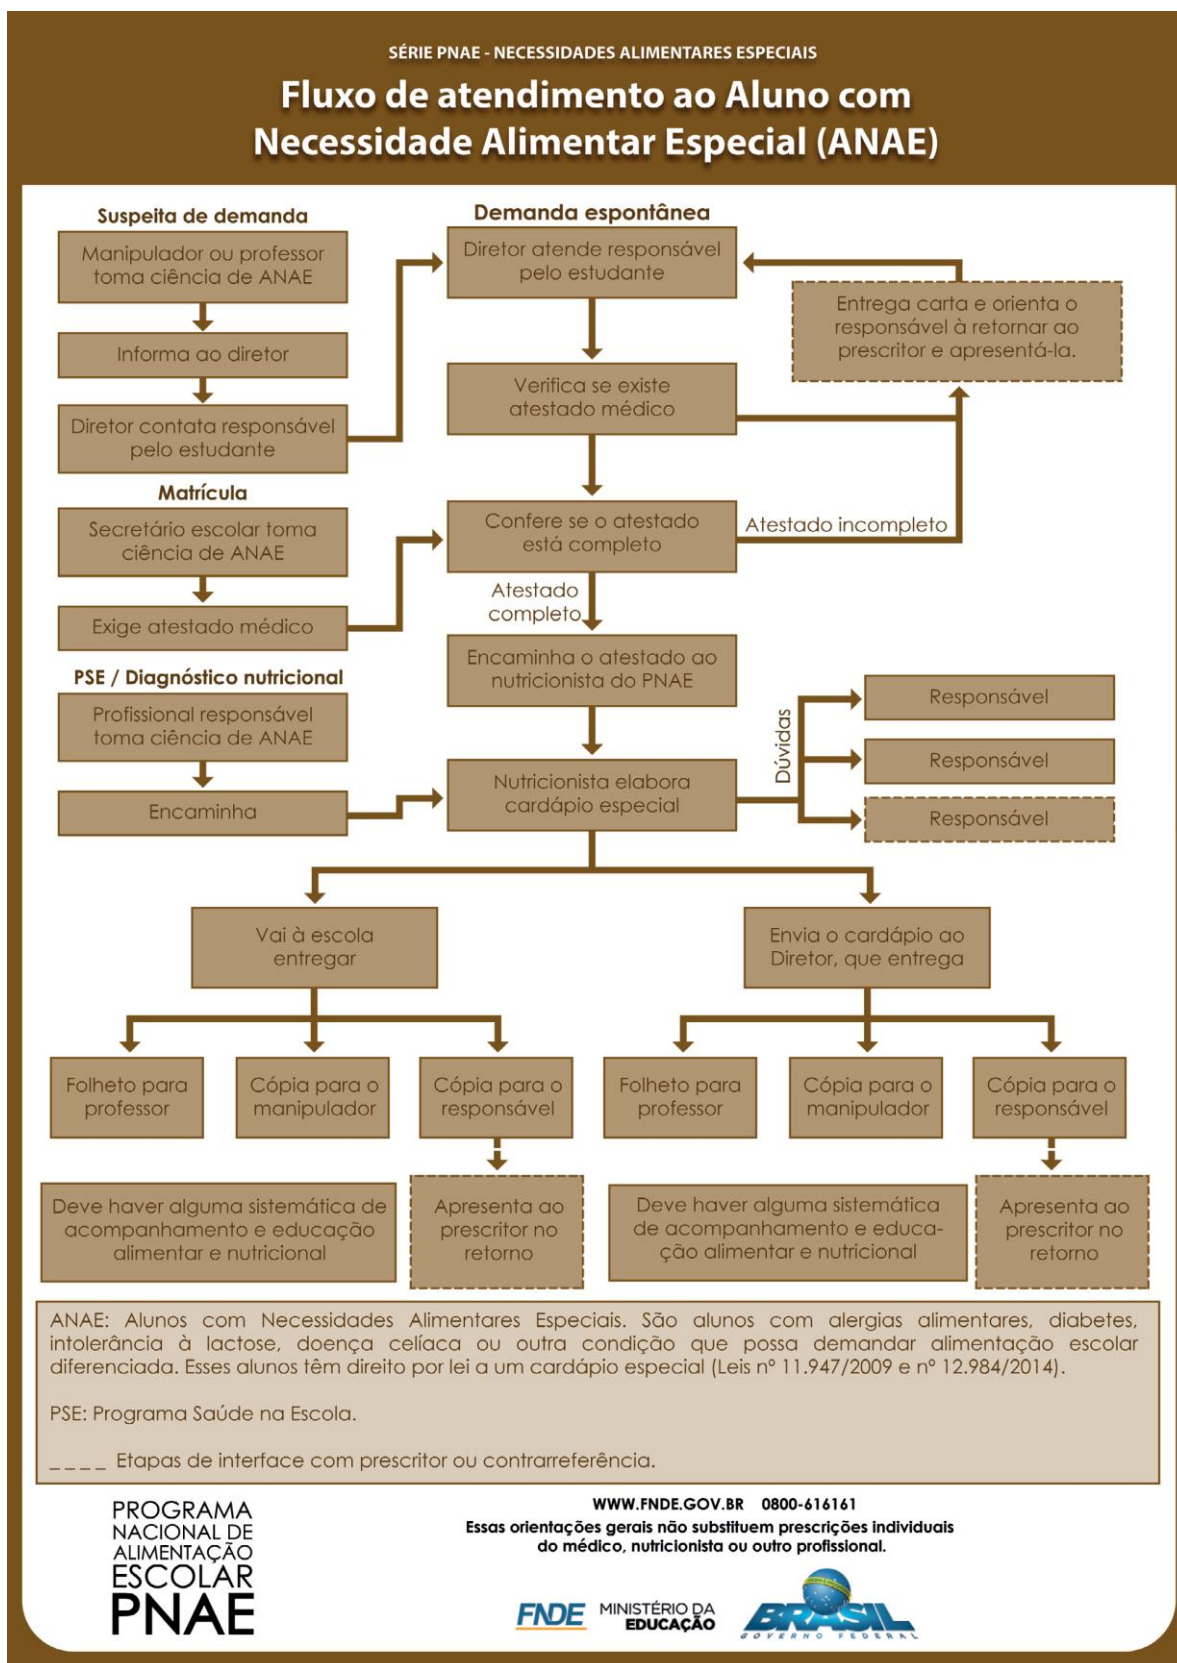 SÉRIE PNAE - NECESSIDADES ALIMENTARES ESPECIAIS
Fluxo de atendimento ao Aluno com
Necessidade Alimentar Especial (ANAE)
Suspeita de demanda
Manipulador ou professor
toma ciência de ANAE
Informa ao diretor
Diretor contata responsável
pelo estudante
Matrícula
Secretário escolar toma
ciência de ANAE
Exige atestado médico
PSE / Diagnóstico nutricional
Profissional responsável
toma ciência de ANAE
Encaminha
Demanda espontânea
Diretor atende responsável
pelo estudante
Verifica se existe
atestado médico
Confere se o atestado
está completo
Atestado
completo
Encaminha o atestado ao
nutricionista do PNAE
Nutricionista elabora
cardápio especial
Entrega carta e orienta o
responsável à retornar ao
prescritor e apresentá-la.
Atestado incompleto
Dúvidas
Responsável
Responsável
Responsável
Vai à escola
entregar
Envia o cardápio ao
Diretor, que entrega
Folheto para
professor
Cópia para o
manipulador
Cópia para o
responsável
Folheto para
professor
Cópia para o
manipulador
Cópia para o
responsável
Deve haver alguma sistemática de
acompanhamento e educação
alimentar e nutricional
Apresenta ao
prescritor no
retorno
Deve haver alguma sistemática
de acompanhamento e educa-
ção alimentar e nutricional
Apresenta ao
prescritor no
retorno
ANAE: Alunos com Necessidades Alimentares Especiais. São alunos com alergias alimentares, diabetes,
intolerância à lactose, doença celíaca ou outra condição que possa demandar alimentação escolar
diferenciada. Esses alunos têm direito por lei a um cardápio especial (Leis nº 11.947/2009 e nº 12.984/2014).
PSE: Programa Saúde na Escola.
_ _ _ _ Etapas de interface com prescritor ou contrarreferência.
PROGRAMA
NACIONAL DE
ALIMENTAÇÃO
ESCOLAR
PNAE
WWW.FNDE.GOV.BR 0800-616161
Essas orientações gerais não substituem prescrições individuais
do médico, nutricionista ou outro profissional.
FNDE
MINISTÉRIO DA
EDUCAÇÃO
BRASIL
GOVERNO FEDERAL